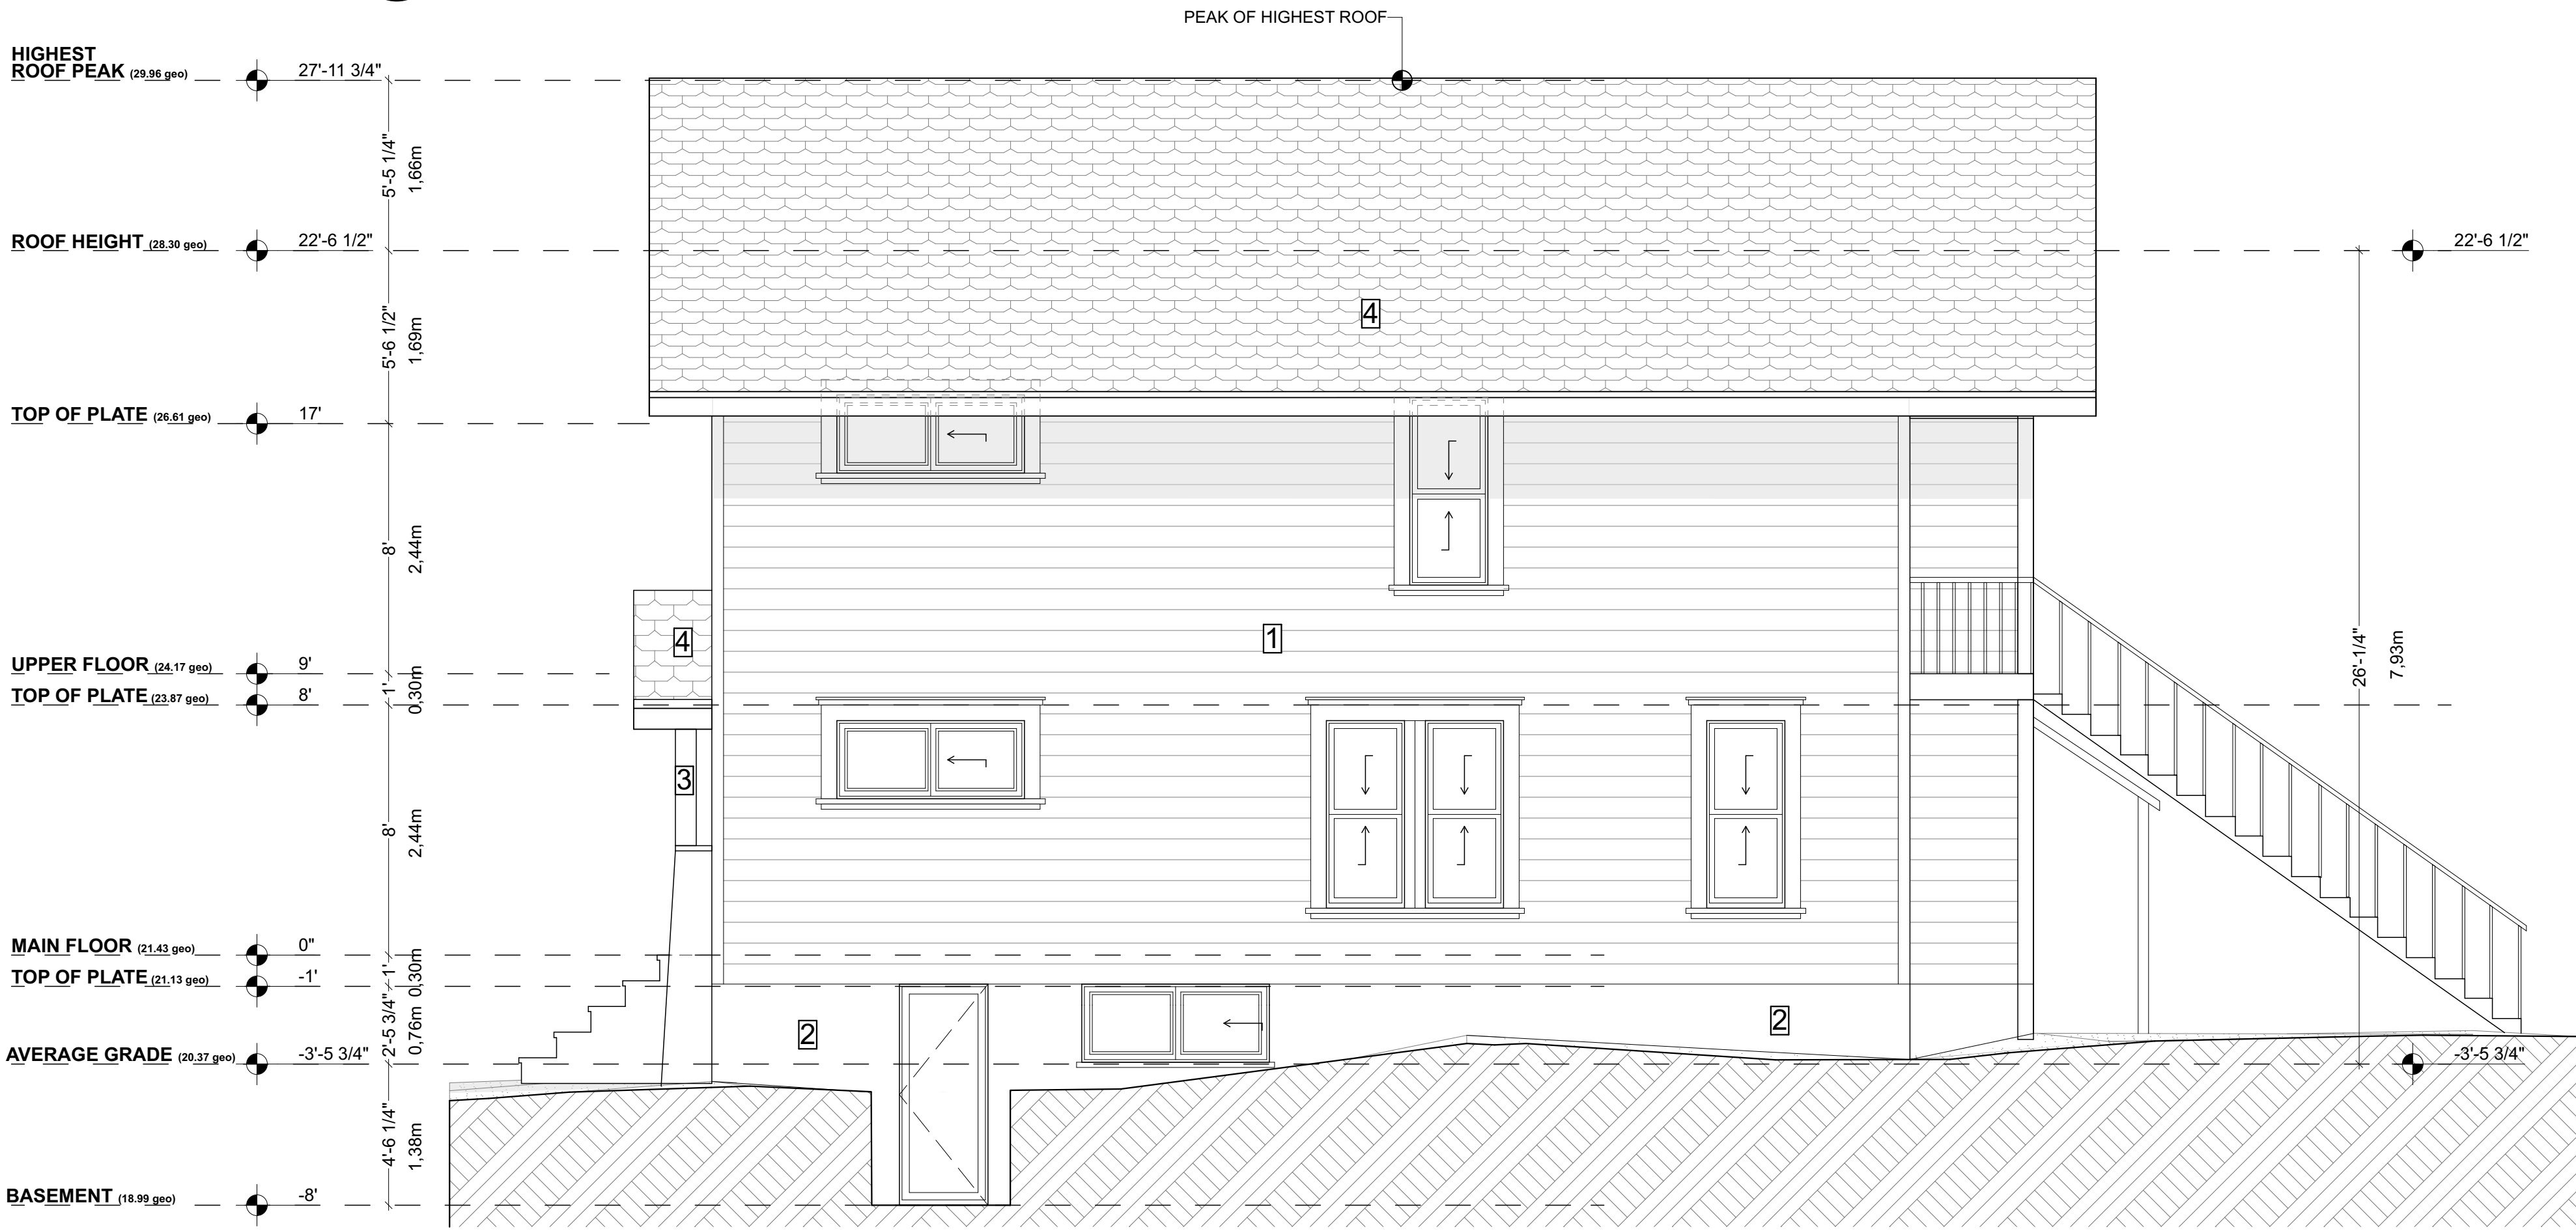 PEAK OF HIGHEST ROOF
HIGHEST
ROOF PEAK (29.96 geo) 27'-11 3/4"
5'-5 1/4"
1,66m
ROOF HEIGHT (28.30 geo) 22'-6 1/2" 22'-6 1/2"
4
5'-6 1/2"
1,69m
TOP OF PLATE (26.61 geo) 17'
8'
2,44m
4
1
26'-1/4"
7,93m
UPPER FLOOR (24.17 geo) 9'
1'
0,30m
TOP OF PLATE (23.87 geo) 8'
3
8'
2,44m
MAIN FLOOR (21.43 geo) 0"
1'
0,30m
TOP OF PLATE (21.13 geo) -1'
2'-5 3/4"
0,76m
2
2
AVERAGE GRADE (20.37 geo) -3'-5 3/4" -3'-5 3/4"
4'-6 1/4"
1,38m
BASEMENT (18.99 geo) -8'